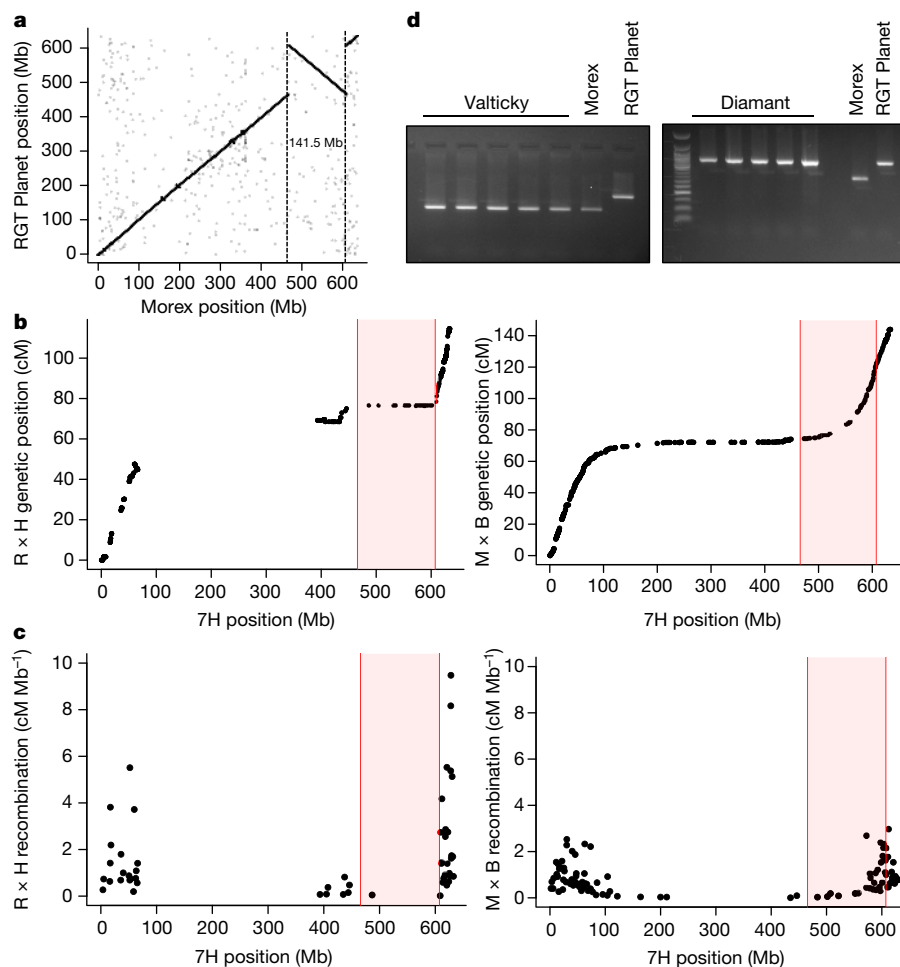 a
RGT Planet position (Mb)
600
500
400
300
200
100
0
141.5 Mb
0 100 200 300 400 500 600
Morex position (Mb)
d
Valticky
Morex
RGT Planet
Diamant
Morex
RGT Planet
b
R × H genetic position (cM)
100
80
60
40
20
0
0 100 200 300 400 500 600
7H position (Mb)
M × B genetic position (cM)
140
120
100
80
60
40
20
0
0 100 200 300 400 500 600
7H position (Mb)
c
R × H recombination (cM Mb⁻¹)
10
8
6
4
2
0
0 100 200 300 400 500 600
7H position (Mb)
M × B recombination (cM Mb⁻¹)
10
8
6
4
2
0
0 100 200 300 400 500 600
7H position (Mb)